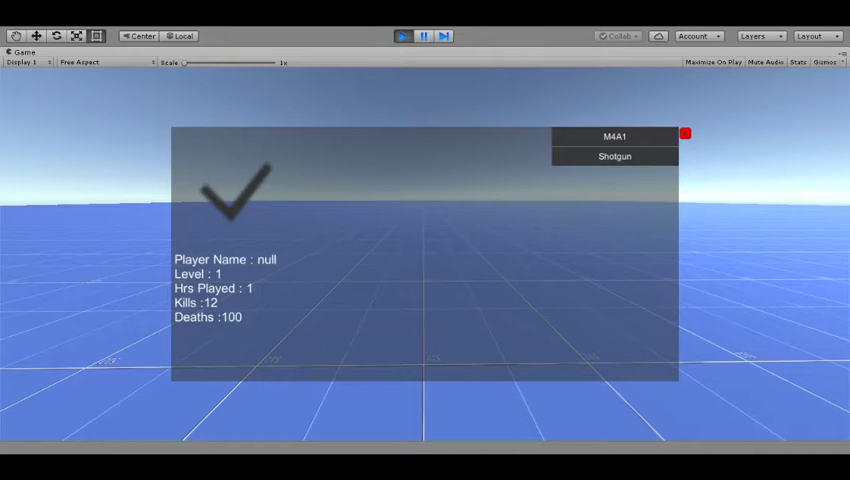 Center
Local
Collab
Account
Layers
Layout
Game
Display 1
Free Aspect
Scale
1x
Maximize On Play
Mute Audio
Stats
Gizmos
M4A1
Shotgun
Player Name : null
Level : 1
Hrs Played : 1
Kills :12
Deaths :100